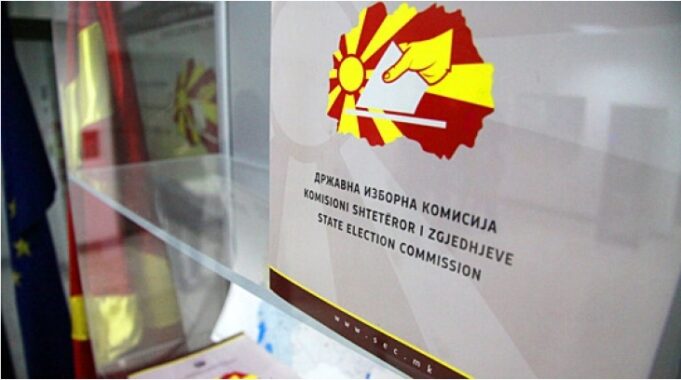 ДРЖАВНА ИЗБОРНА КОМИСИЈА
KOMISIONI SHTETËROR I ZGJEDHJEVE
STATE ELECTION COMMISSION
www.sec.mk